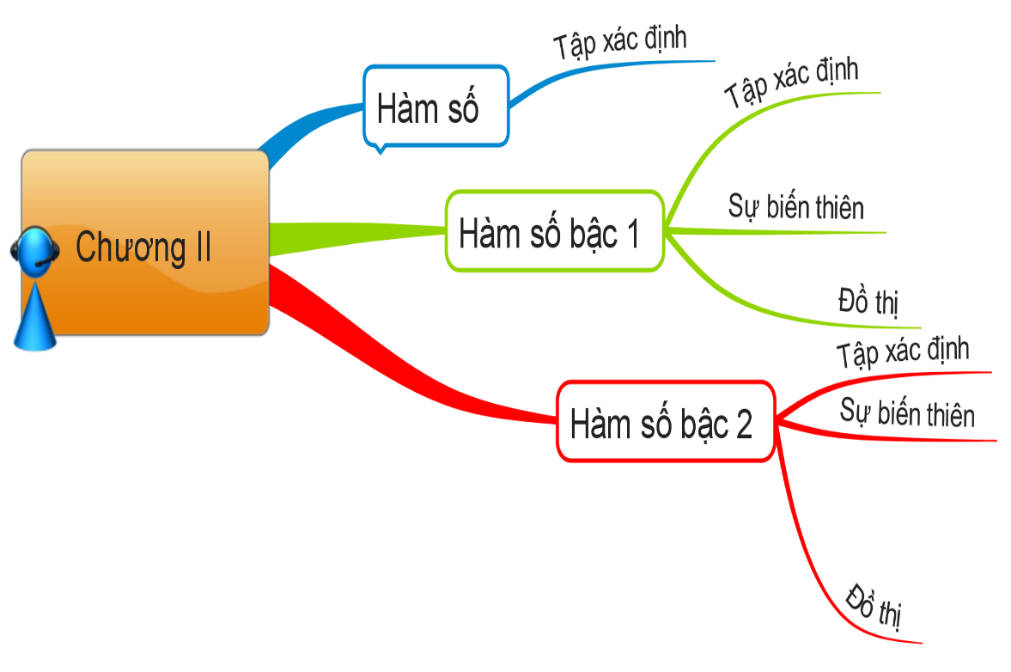 Chương II
Hàm số
Tập xác định
Hàm số bậc 1
Tập xác định
Sự biến thiên
Đồ thị
Hàm số bậc 2
Tập xác định
Sự biến thiên
Đồ thị